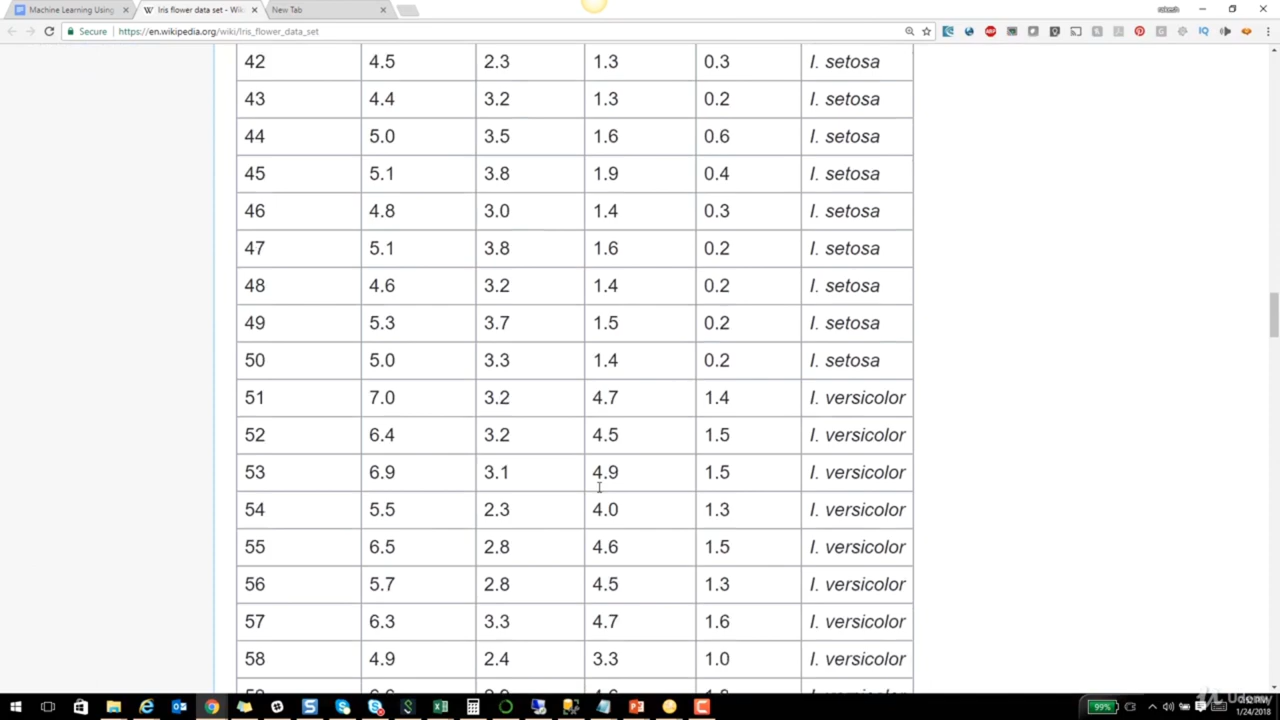 Machine Learning Using
Iris flower data set - Wiki
New Tab
rakesh
Secure
https://en.wikipedia.org/wiki/Iris_flower_data_set
42 4.5 2.3 1.3 0.3 I. setosa
43 4.4 3.2 1.3 0.2 I. setosa
44 5.0 3.5 1.6 0.6 I. setosa
45 5.1 3.8 1.9 0.4 I. setosa
46 4.8 3.0 1.4 0.3 I. setosa
47 5.1 3.8 1.6 0.2 I. setosa
48 4.6 3.2 1.4 0.2 I. setosa
49 5.3 3.7 1.5 0.2 I. setosa
50 5.0 3.3 1.4 0.2 I. setosa
51 7.0 3.2 4.7 1.4 I. versicolor
52 6.4 3.2 4.5 1.5 I. versicolor
53 6.9 3.1 4.9 1.5 I. versicolor
54 5.5 2.3 4.0 1.3 I. versicolor
55 6.5 2.8 4.6 1.5 I. versicolor
56 5.7 2.8 4.5 1.3 I. versicolor
57 6.3 3.3 4.7 1.6 I. versicolor
58 4.9 2.4 3.3 1.0 I. versicolor
99%
1/24/2018